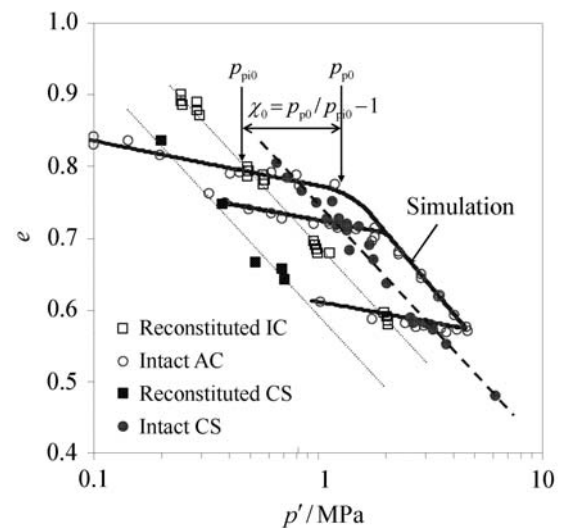 1.0
0.9
0.8
0.7
0.6
0.5
0.4
e
p_pi0
p_p0
χ_0=p_p0/p_pi0−1
Simulation
Reconstituted IC
Intact AC
Reconstituted CS
Intact CS
0.1
1
10
p′/MPa